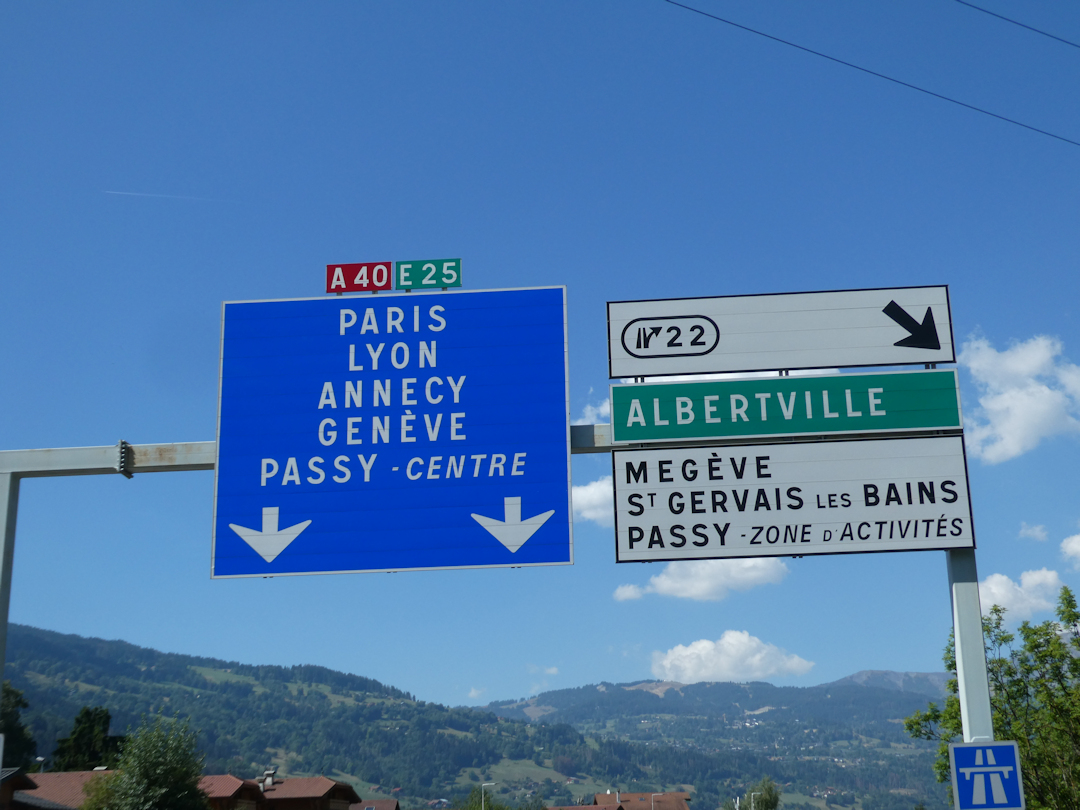 A 40 E 25
PARIS
LYON
ANNECY
GENÈVE
PASSY - CENTRE
22
ALBERTVILLE
MEGÈVE
ST GERVAIS LES BAINS
PASSY - ZONE D'ACTIVITÉS